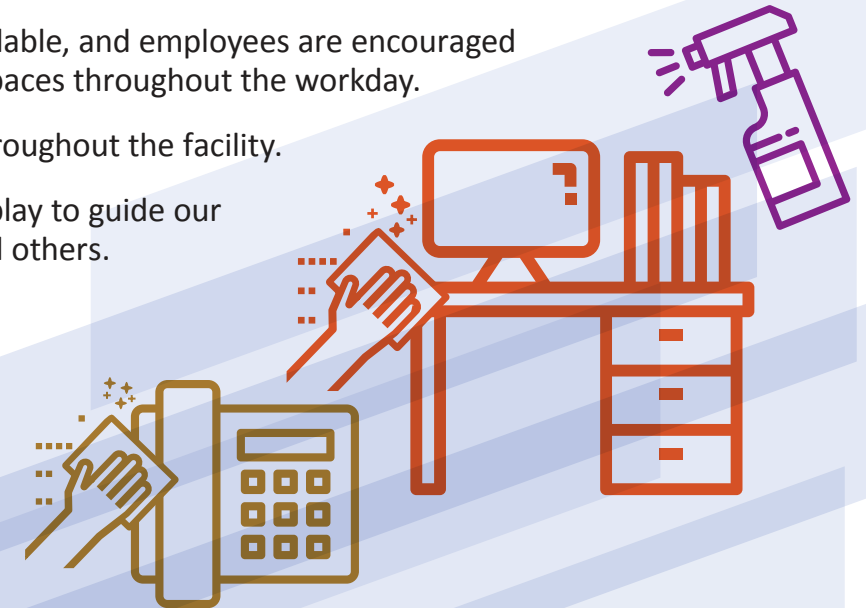 lable, and employees are encouraged
paces throughout the workday.
roughout the facility.
play to guide our
d others.